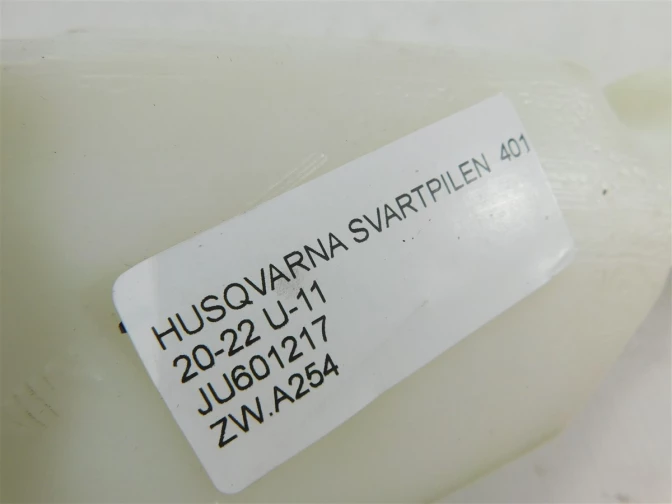 HUSQVARNA SVARTPILEN 401
20-22 U-11
JU601217
ZW.A254